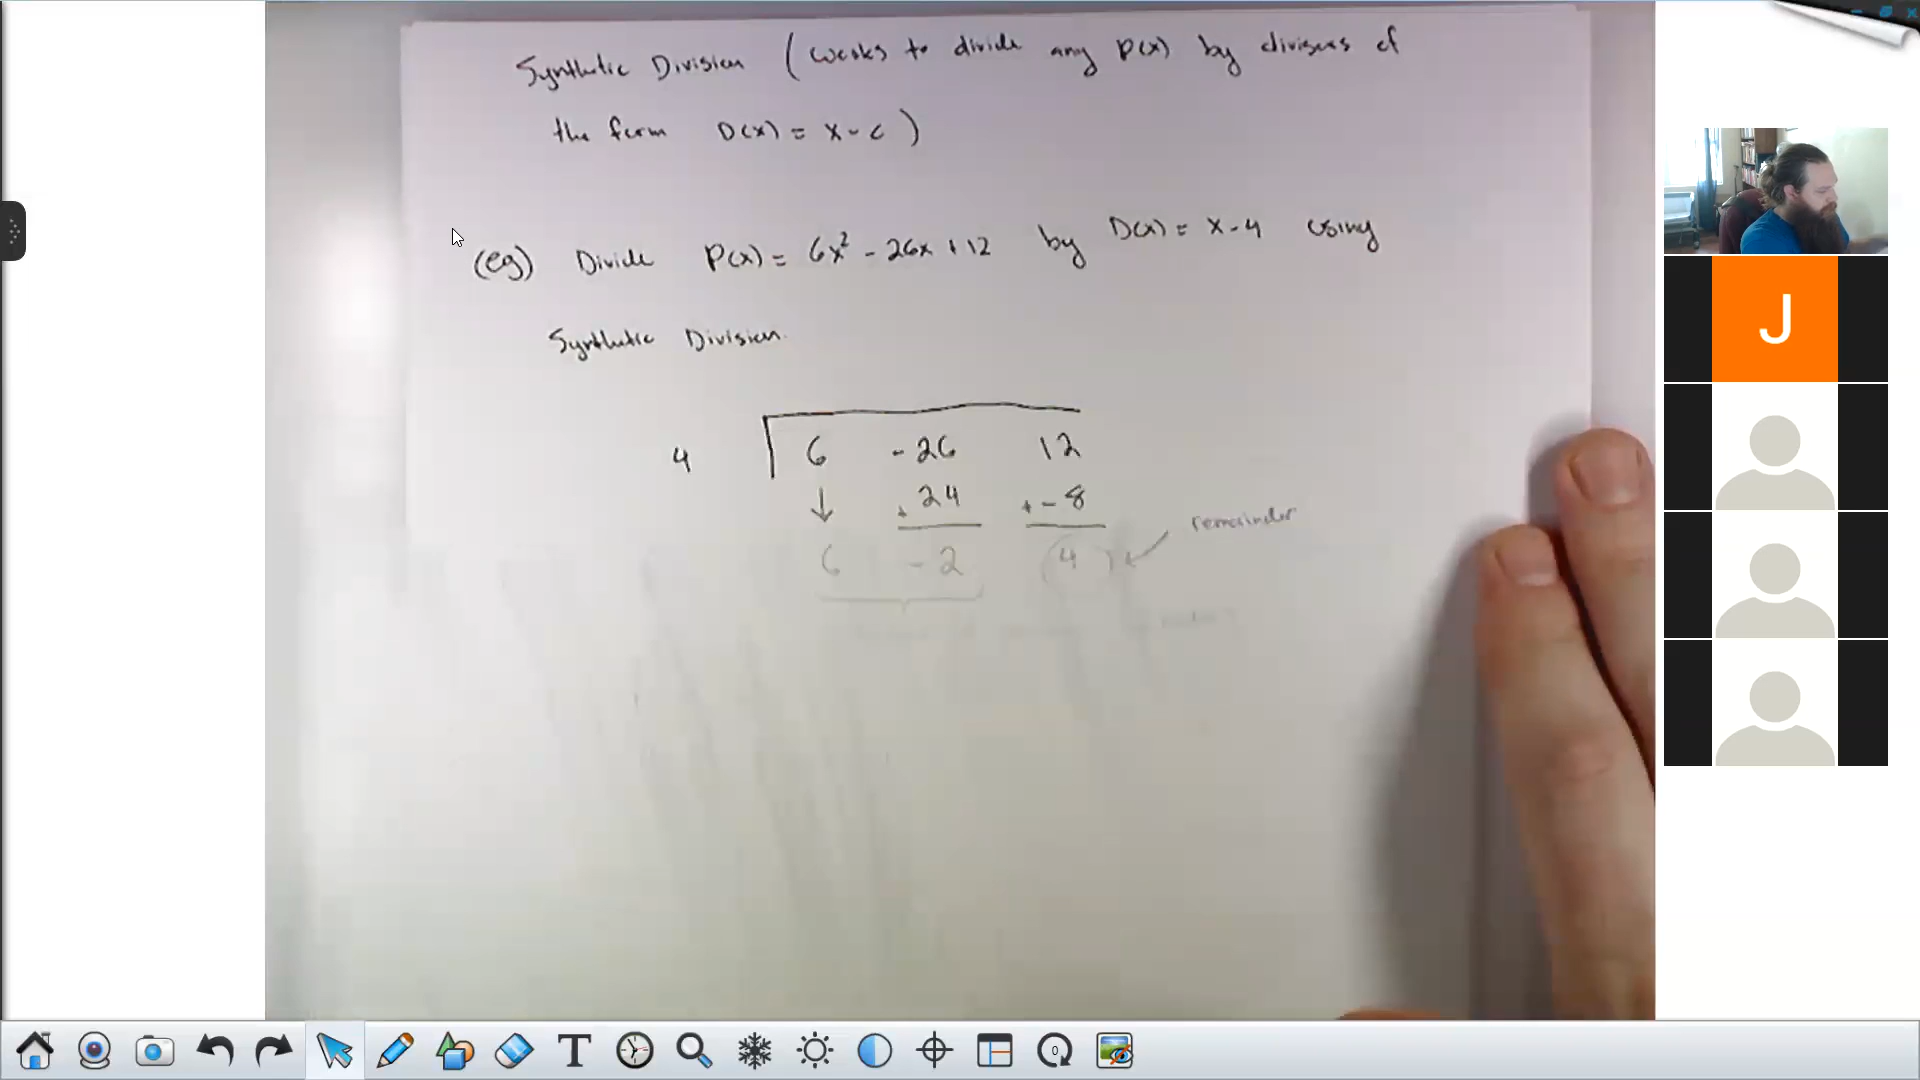 Synthetic Division (works to divide any P(x) by divisors of
the form D(x) = x - c )
(eg) Divide P(x) = 6x² - 26x + 12 by D(x) = x - 4 using
Synthetic Division.
4 6 -26 12
↓ + 24 + -8
6 -2 4 ← remainder
J
T
0